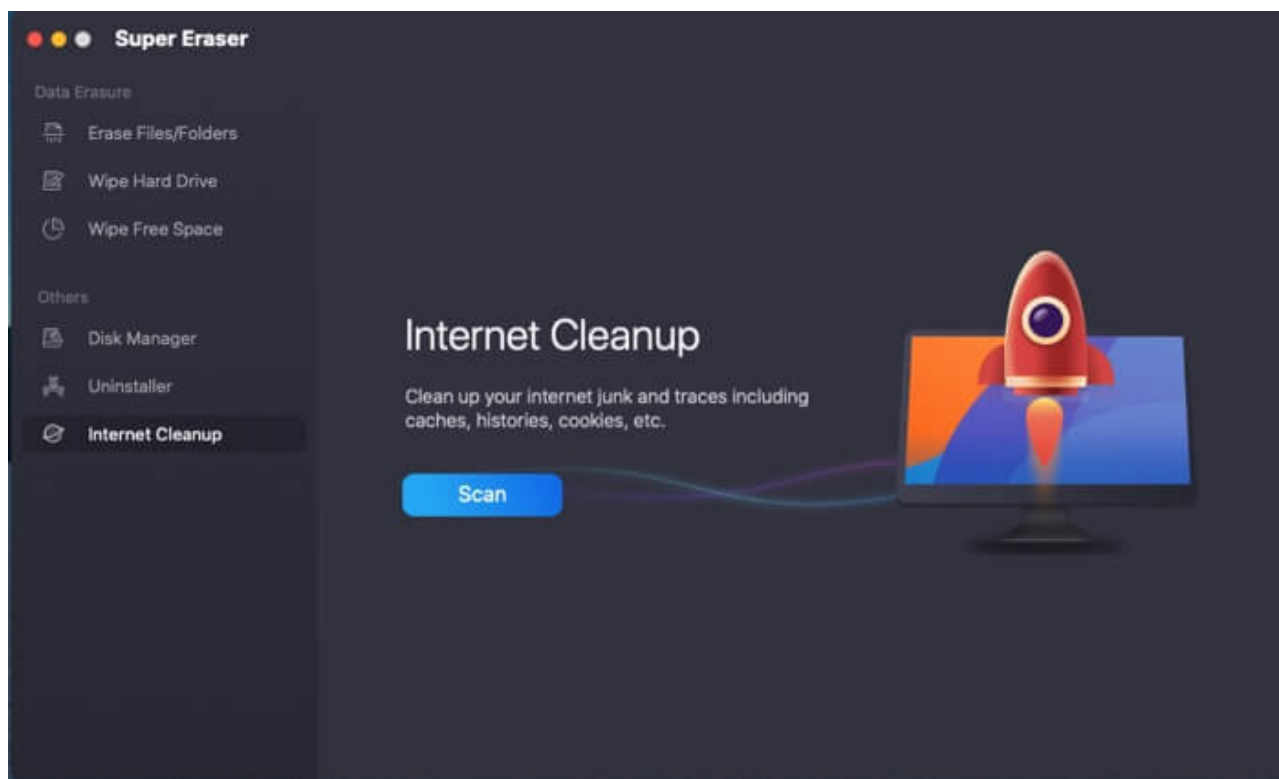 Super Eraser
Data Erasure
Erase Files/Folders
Wipe Hard Drive
Wipe Free Space
Others
Disk Manager
Uninstaller
Internet Cleanup
Internet Cleanup
Clean up your internet junk and traces including
caches, histories, cookies, etc.
Scan